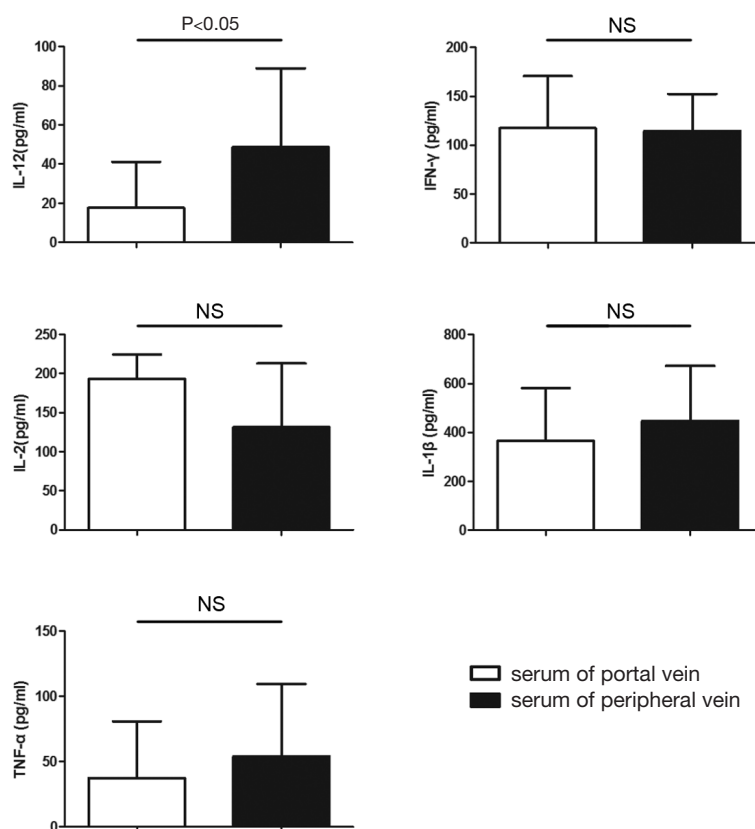 P<0.05
100
80
60
40
20
0
IL-12(pg/ml)
NS
200
150
100
50
0
IFN-γ (pg/ml)
NS
250
200
150
100
50
0
IL-2(pg/ml)
NS
800
600
400
200
0
IL-1β (pg/ml)
NS
150
100
50
0
TNF-α (pg/ml)
serum of portal vein
serum of peripheral vein